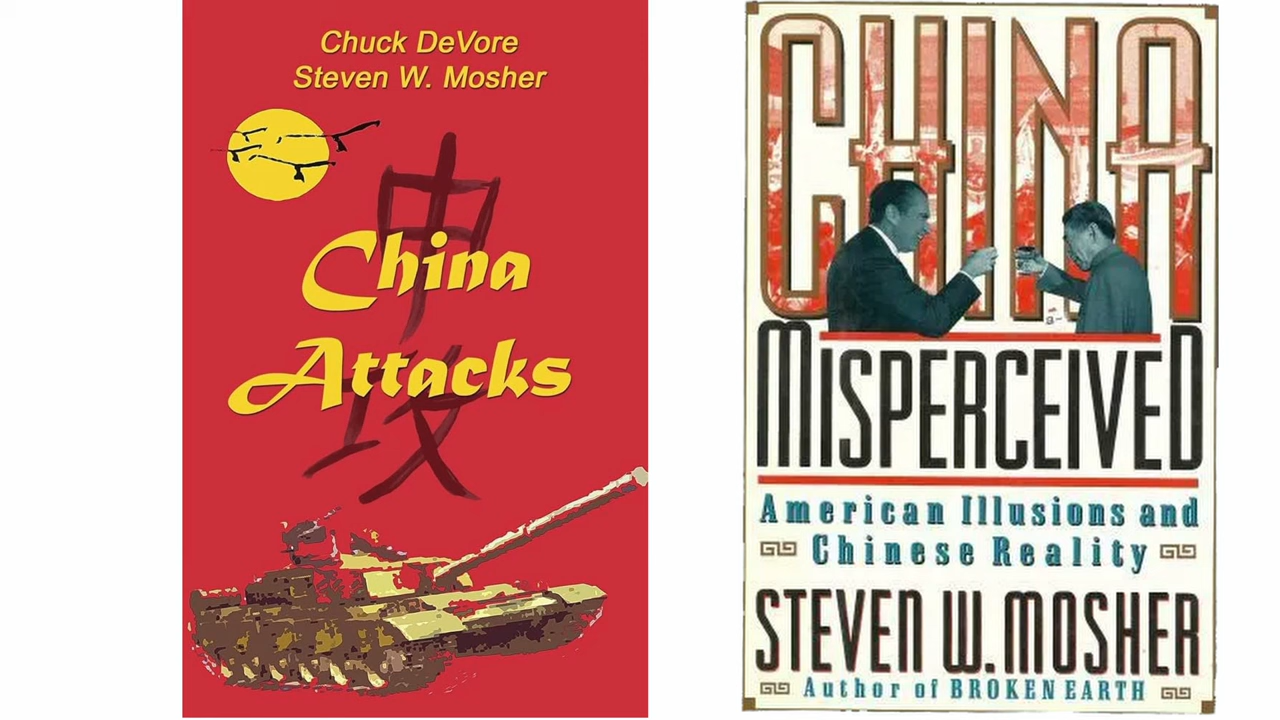 Chuck DeVore
Steven W. Mosher
中
China
Attacks
攻
CHINA
MISPERCEIVED
American Illusions and
Chinese Reality
STEVEN W. MOSHER
Author of BROKEN EARTH